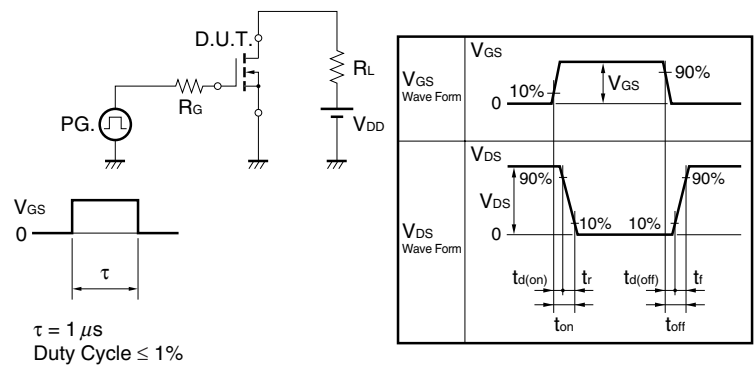 D.U.T.
RL
RG
PG.
VDD
VGS
0
τ
τ = 1 μs
Duty Cycle ≤ 1%
VGS
Wave Form
VGS
10%
0
VGS
90%
VDS
Wave Form
VDS
90%
VDS
0
10%
10%
90%
td(on)
tr
td(off)
tf
ton
toff